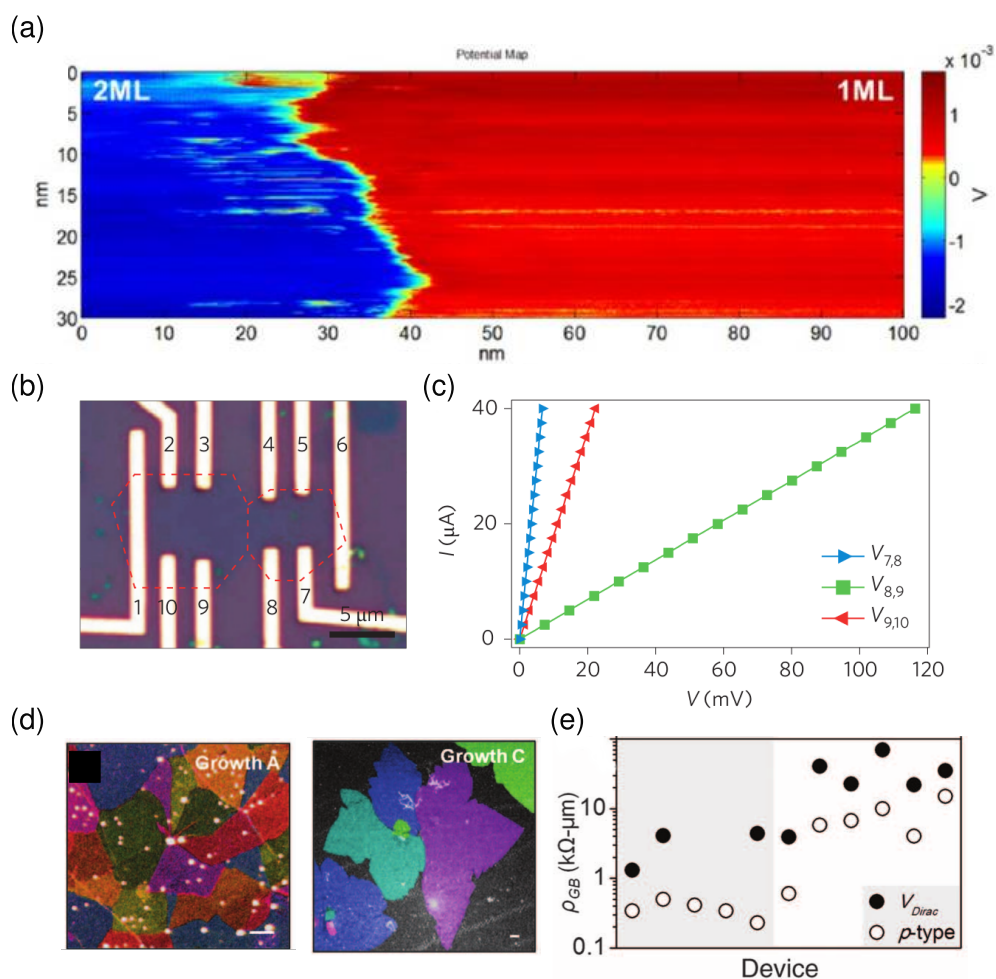 (a)
Potential Map
x 10⁻³
2ML
1ML
0
5
10
15
20
25
30
nm
0
10
20
30
40
50
60
70
80
90
100
nm
1
0
-1
-2
V
(b)
2
3
4
5
6
1
10
9
8
7
5 μm
(c)
40
20
0
I (μA)
V7,8
V8,9
V9,10
0
20
40
60
80
100
120
V (mV)
(d)
Growth A
Growth C
(e)
10
1
0.1
ρGB (kΩ-μm)
VDirac
p-type
Device